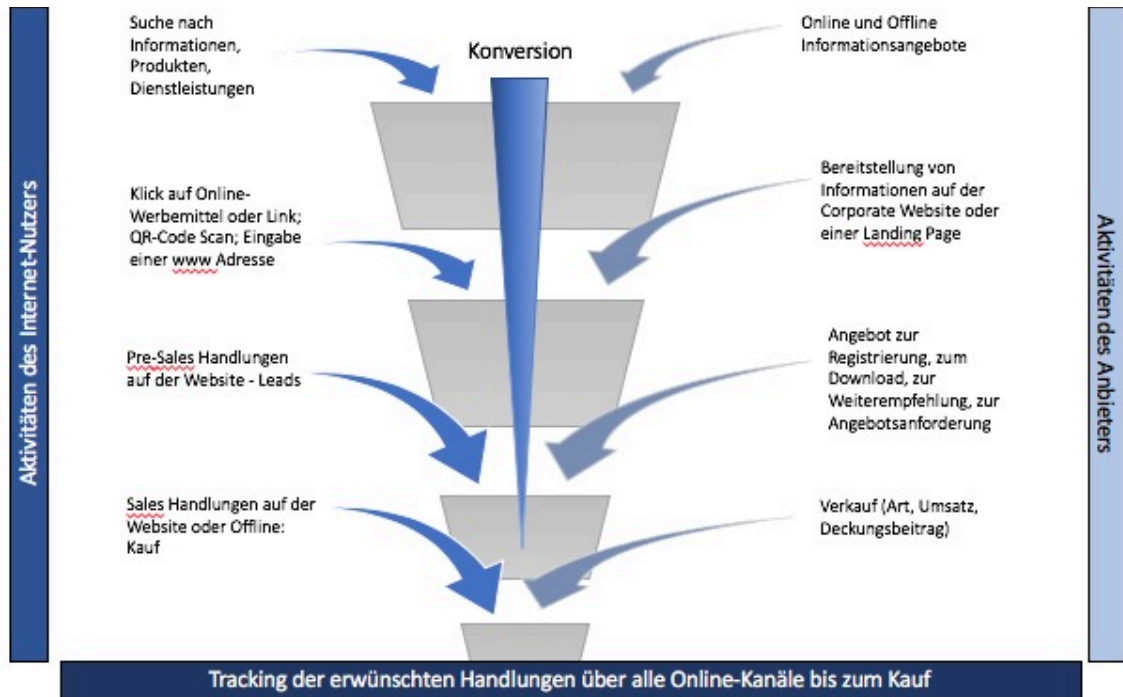 Suche nach
Informationen,
Produkten,
Dienstleistungen
Konversion
Online und Offline
Informationsangebote
Klick auf Online-
Werbemittel oder Link;
QR-Code Scan; Eingabe
einer www Adresse
Bereitstellung von
Informationen auf der
Corporate Website oder
einer Landing Page
Pre-Sales Handlungen
auf der Website - Leads
Angebot zur
Registrierung, zum
Download, zur
Weiterempfehlung, zur
Angebotsanforderung
Sales Handlungen auf der
Website oder Offline:
Kauf
Verkauf (Art, Umsatz,
Deckungsbeitrag)
Aktivitäten des Internet-Nutzers
Aktivitäten des Anbieters
Tracking der erwünschten Handlungen über alle Online-Kanäle bis zum Kauf